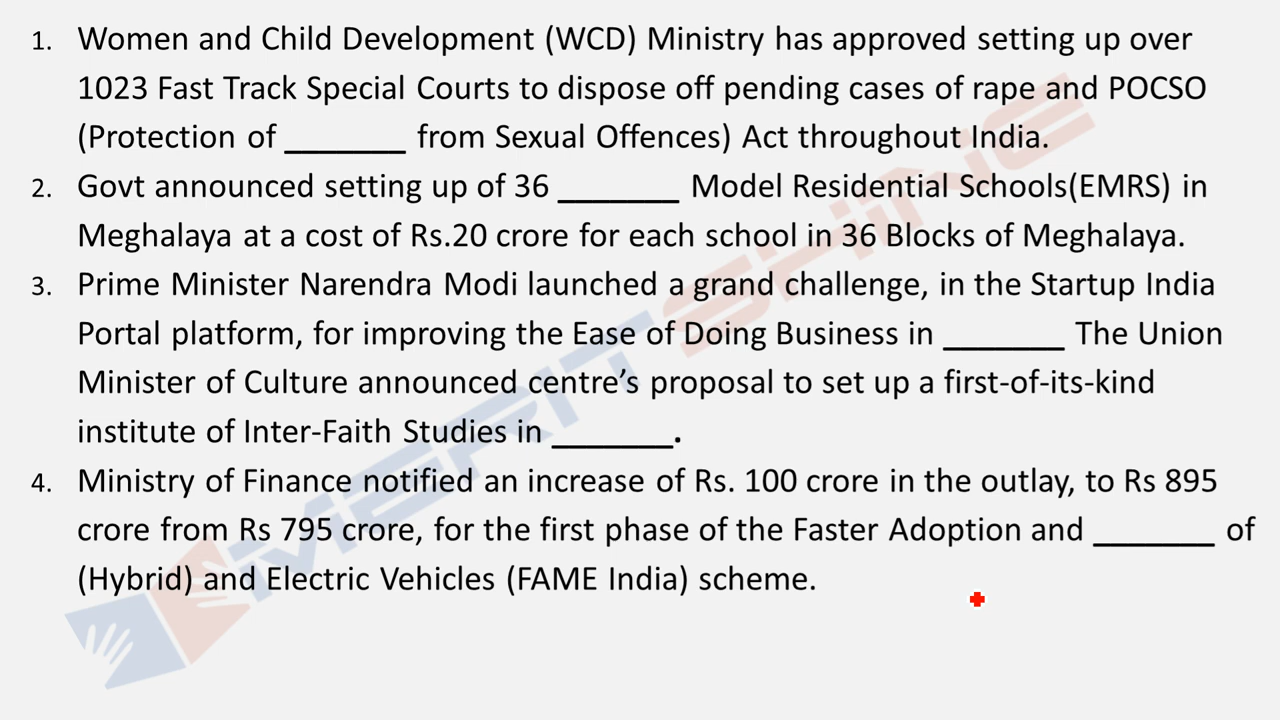 1. Women and Child Development (WCD) Ministry has approved setting up over
1023 Fast Track Special Courts to dispose off pending cases of rape and POCSO
(Protection of _______ from Sexual Offences) Act throughout India.
2. Govt announced setting up of 36 _______ Model Residential Schools(EMRS) in
Meghalaya at a cost of Rs.20 crore for each school in 36 Blocks of Meghalaya.
3. Prime Minister Narendra Modi launched a grand challenge, in the Startup India
Portal platform, for improving the Ease of Doing Business in _______ The Union
Minister of Culture announced centre’s proposal to set up a first-of-its-kind
institute of Inter-Faith Studies in _______.
4. Ministry of Finance notified an increase of Rs. 100 crore in the outlay, to Rs 895
crore from Rs 795 crore, for the first phase of the Faster Adoption and _______ of
(Hybrid) and Electric Vehicles (FAME India) scheme.
MERIT SHINE